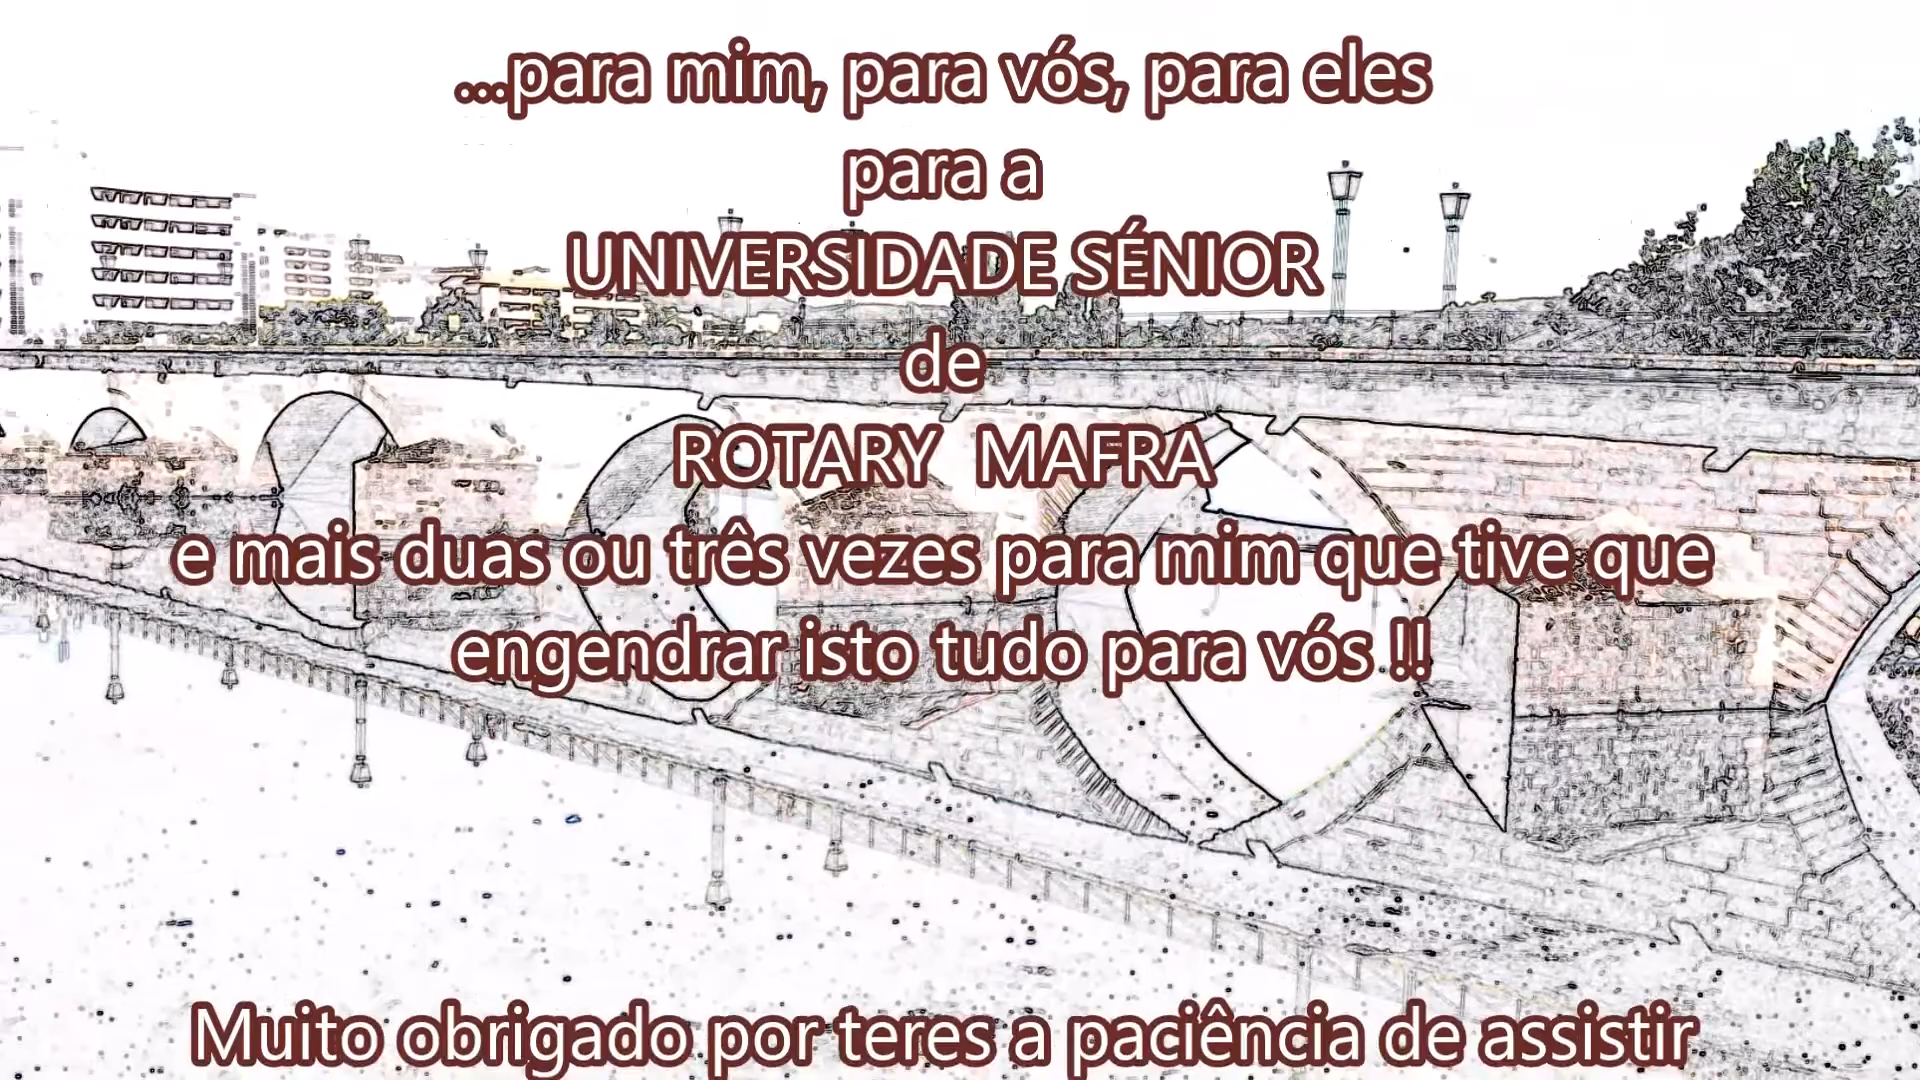 ...para mim, para vós, para eles
para a
UNIVERSIDADE SÉNIOR
de
ROTARY MAFRA
e mais duas ou três vezes para mim que tive que
engendrar isto tudo para vós !!
Muito obrigado por teres a paciência de assistir